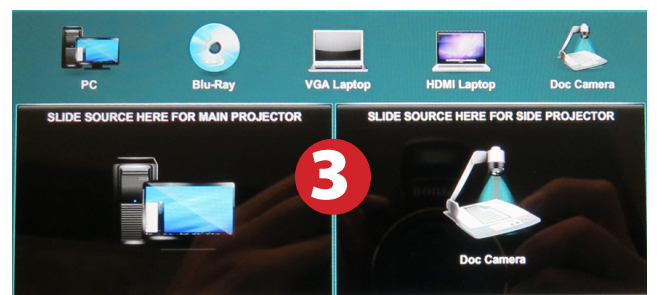 PC
Blu-Ray
VGA Laptop
HDMI Laptop
Doc Camera
SLIDE SOURCE HERE FOR MAIN PROJECTOR
SLIDE SOURCE HERE FOR SIDE PROJECTOR
3
Doc Camera